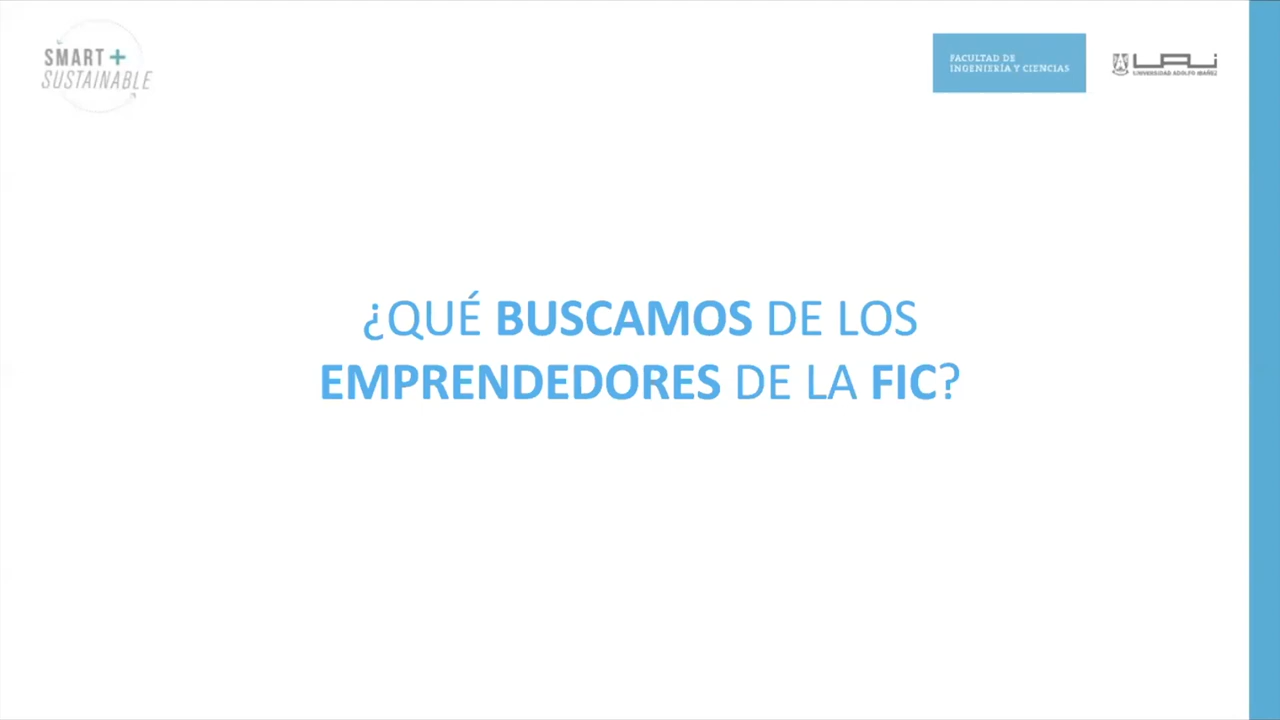 SMART +
SUSTAINABLE
FACULTAD DE
INGENIERÍA Y CIENCIAS
UAI
UNIVERSIDAD ADOLFO IBÁÑEZ
¿QUÉ BUSCAMOS DE LOS
EMPRENDEDORES DE LA FIC?